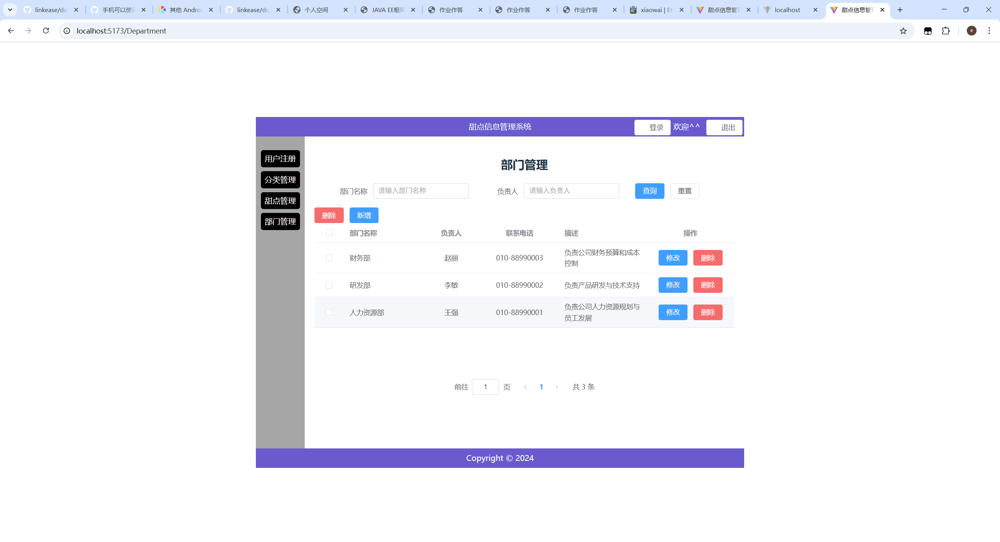 linkease/do
手机可以使用
其他 Androi
linkease/do
个人空间
JAVA EE框架
作业作答
作业作答
作业作答
xiaowai | Et
甜点信息管理
localhost
甜点信息管理
localhost:5173/Department
e
甜点信息管理系统
登录
欢迎^^
退出
用户注册
分类管理
甜点管理
部门管理
部门管理
部门名称
请输入部门名称
负责人
请输入负责人
查询
重置
删除
新增
部门名称
负责人
联系电话
描述
操作
财务部
赵丽
010-88990003
负责公司财务预算和成本
控制
修改
删除
研发部
李敏
010-88990002
负责产品研发与技术支持
修改
删除
人力资源部
王强
010-88990001
负责公司人力资源规划与
员工发展
修改
删除
前往
1
页
1
共 3 条
Copyright © 2024